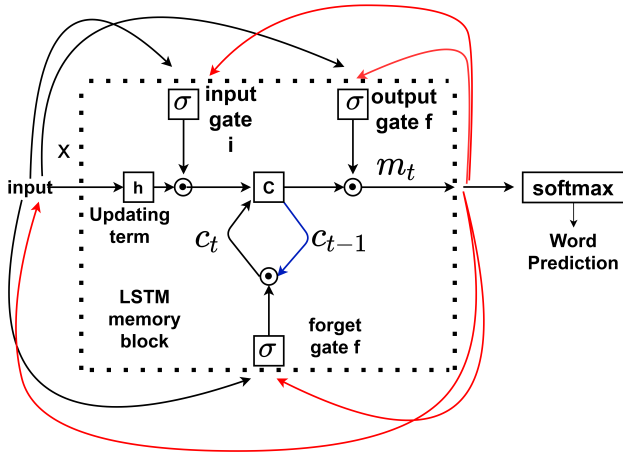 σ
input
gate
i
σ
output
gate f
x
m_t
input
h
c
softmax
Updating
term
c_t
c_{t-1}
Word
Prediction
LSTM
memory
block
forget
gate f
σ